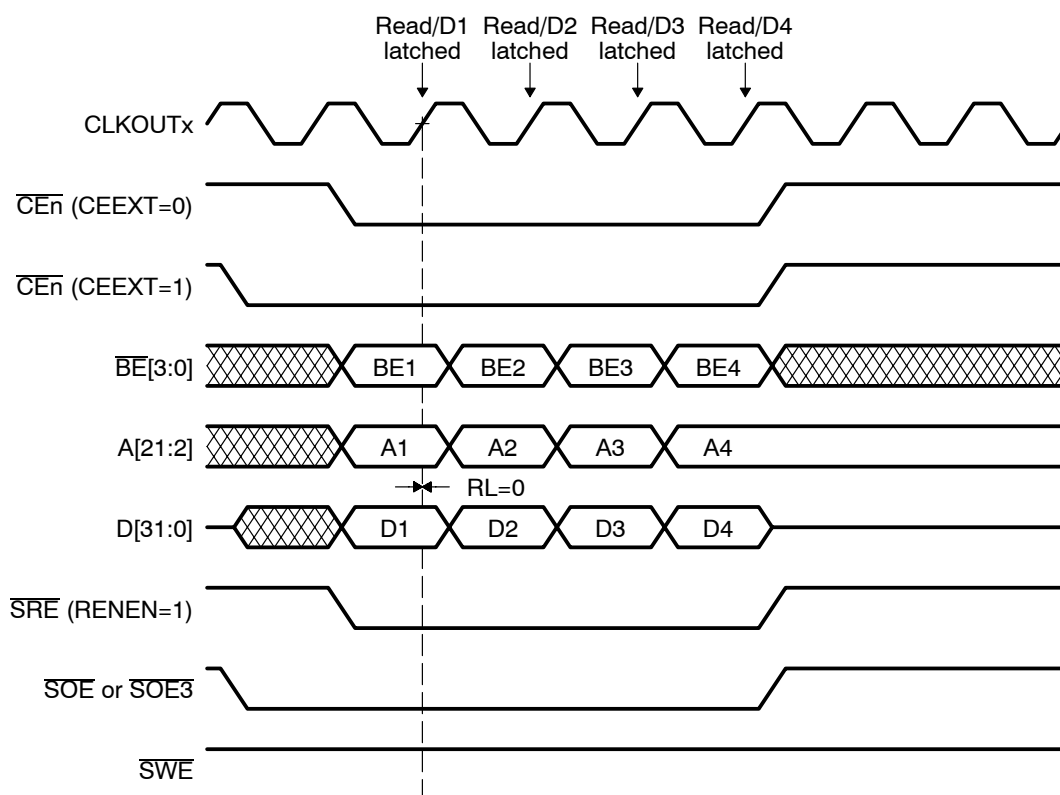 Read/D1 Read/D2 Read/D3 Read/D4
latched latched latched latched
CLKOUTx
CEn (CEEXT=0)
CEn (CEEXT=1)
BE[3:0] BE1 BE2 BE3 BE4
A[21:2] A1 A2 A3 A4
RL=0
D[31:0] D1 D2 D3 D4
SRE (RENEN=1)
SOE or SOE3
SWE